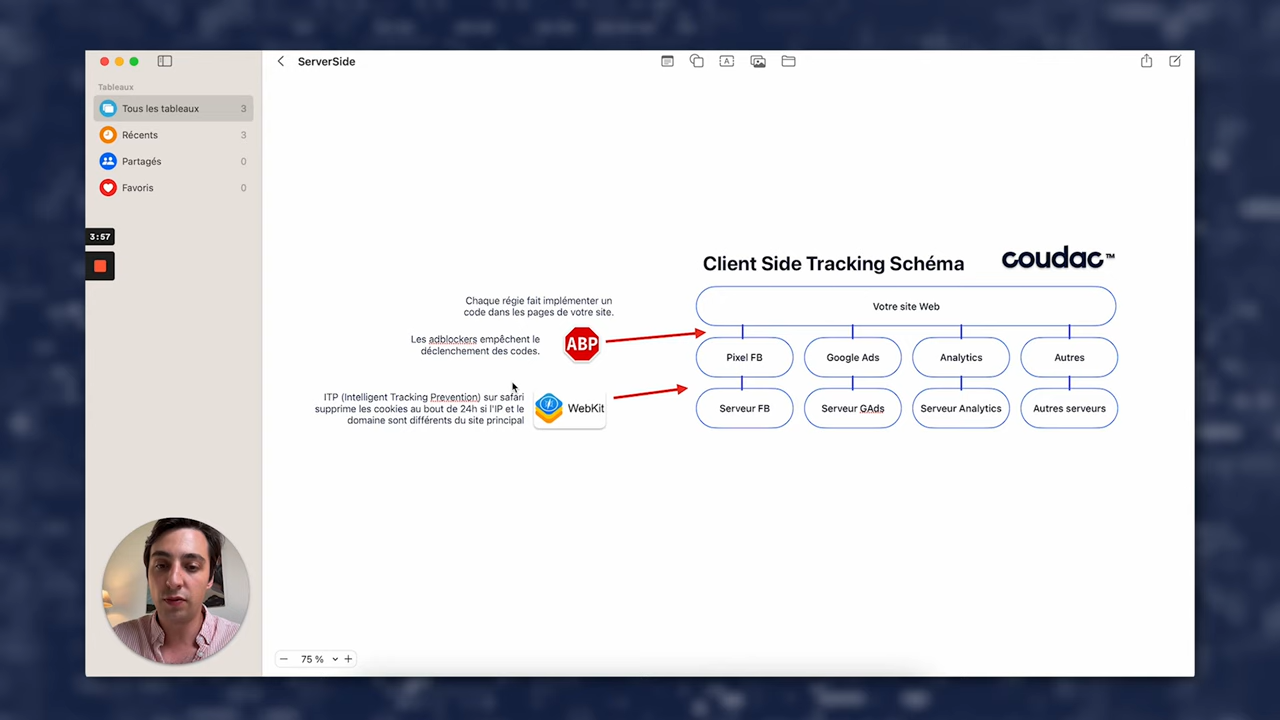 ServerSide
Tableaux
Tous les tableaux 3
Récents 3
Partagés 0
Favoris 0
3:57
Client Side Tracking Schéma
coudac™
Chaque régie fait implémenter un
code dans les pages de votre site.
Les adblockers empêchent le
déclenchement des codes.
ABP
ITP (Intelligent Tracking Prevention) sur safari
supprime les cookies au bout de 24h si l'IP et le
domaine sont différents du site principal
WebKit
Votre site Web
Pixel FB
Google Ads
Analytics
Autres
Serveur FB
Serveur GAds
Serveur Analytics
Autres serveurs
75 %